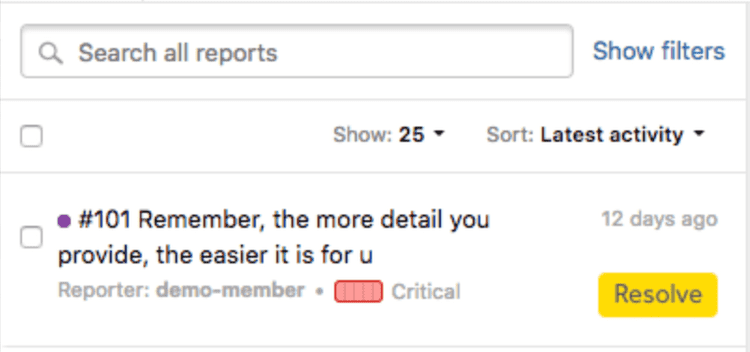 Search all reports Show filters
Show: 25 Sort: Latest activity
#101 Remember, the more detail you 12 days ago
provide, the easier it is for u
Reporter: demo-member • Critical Resolve